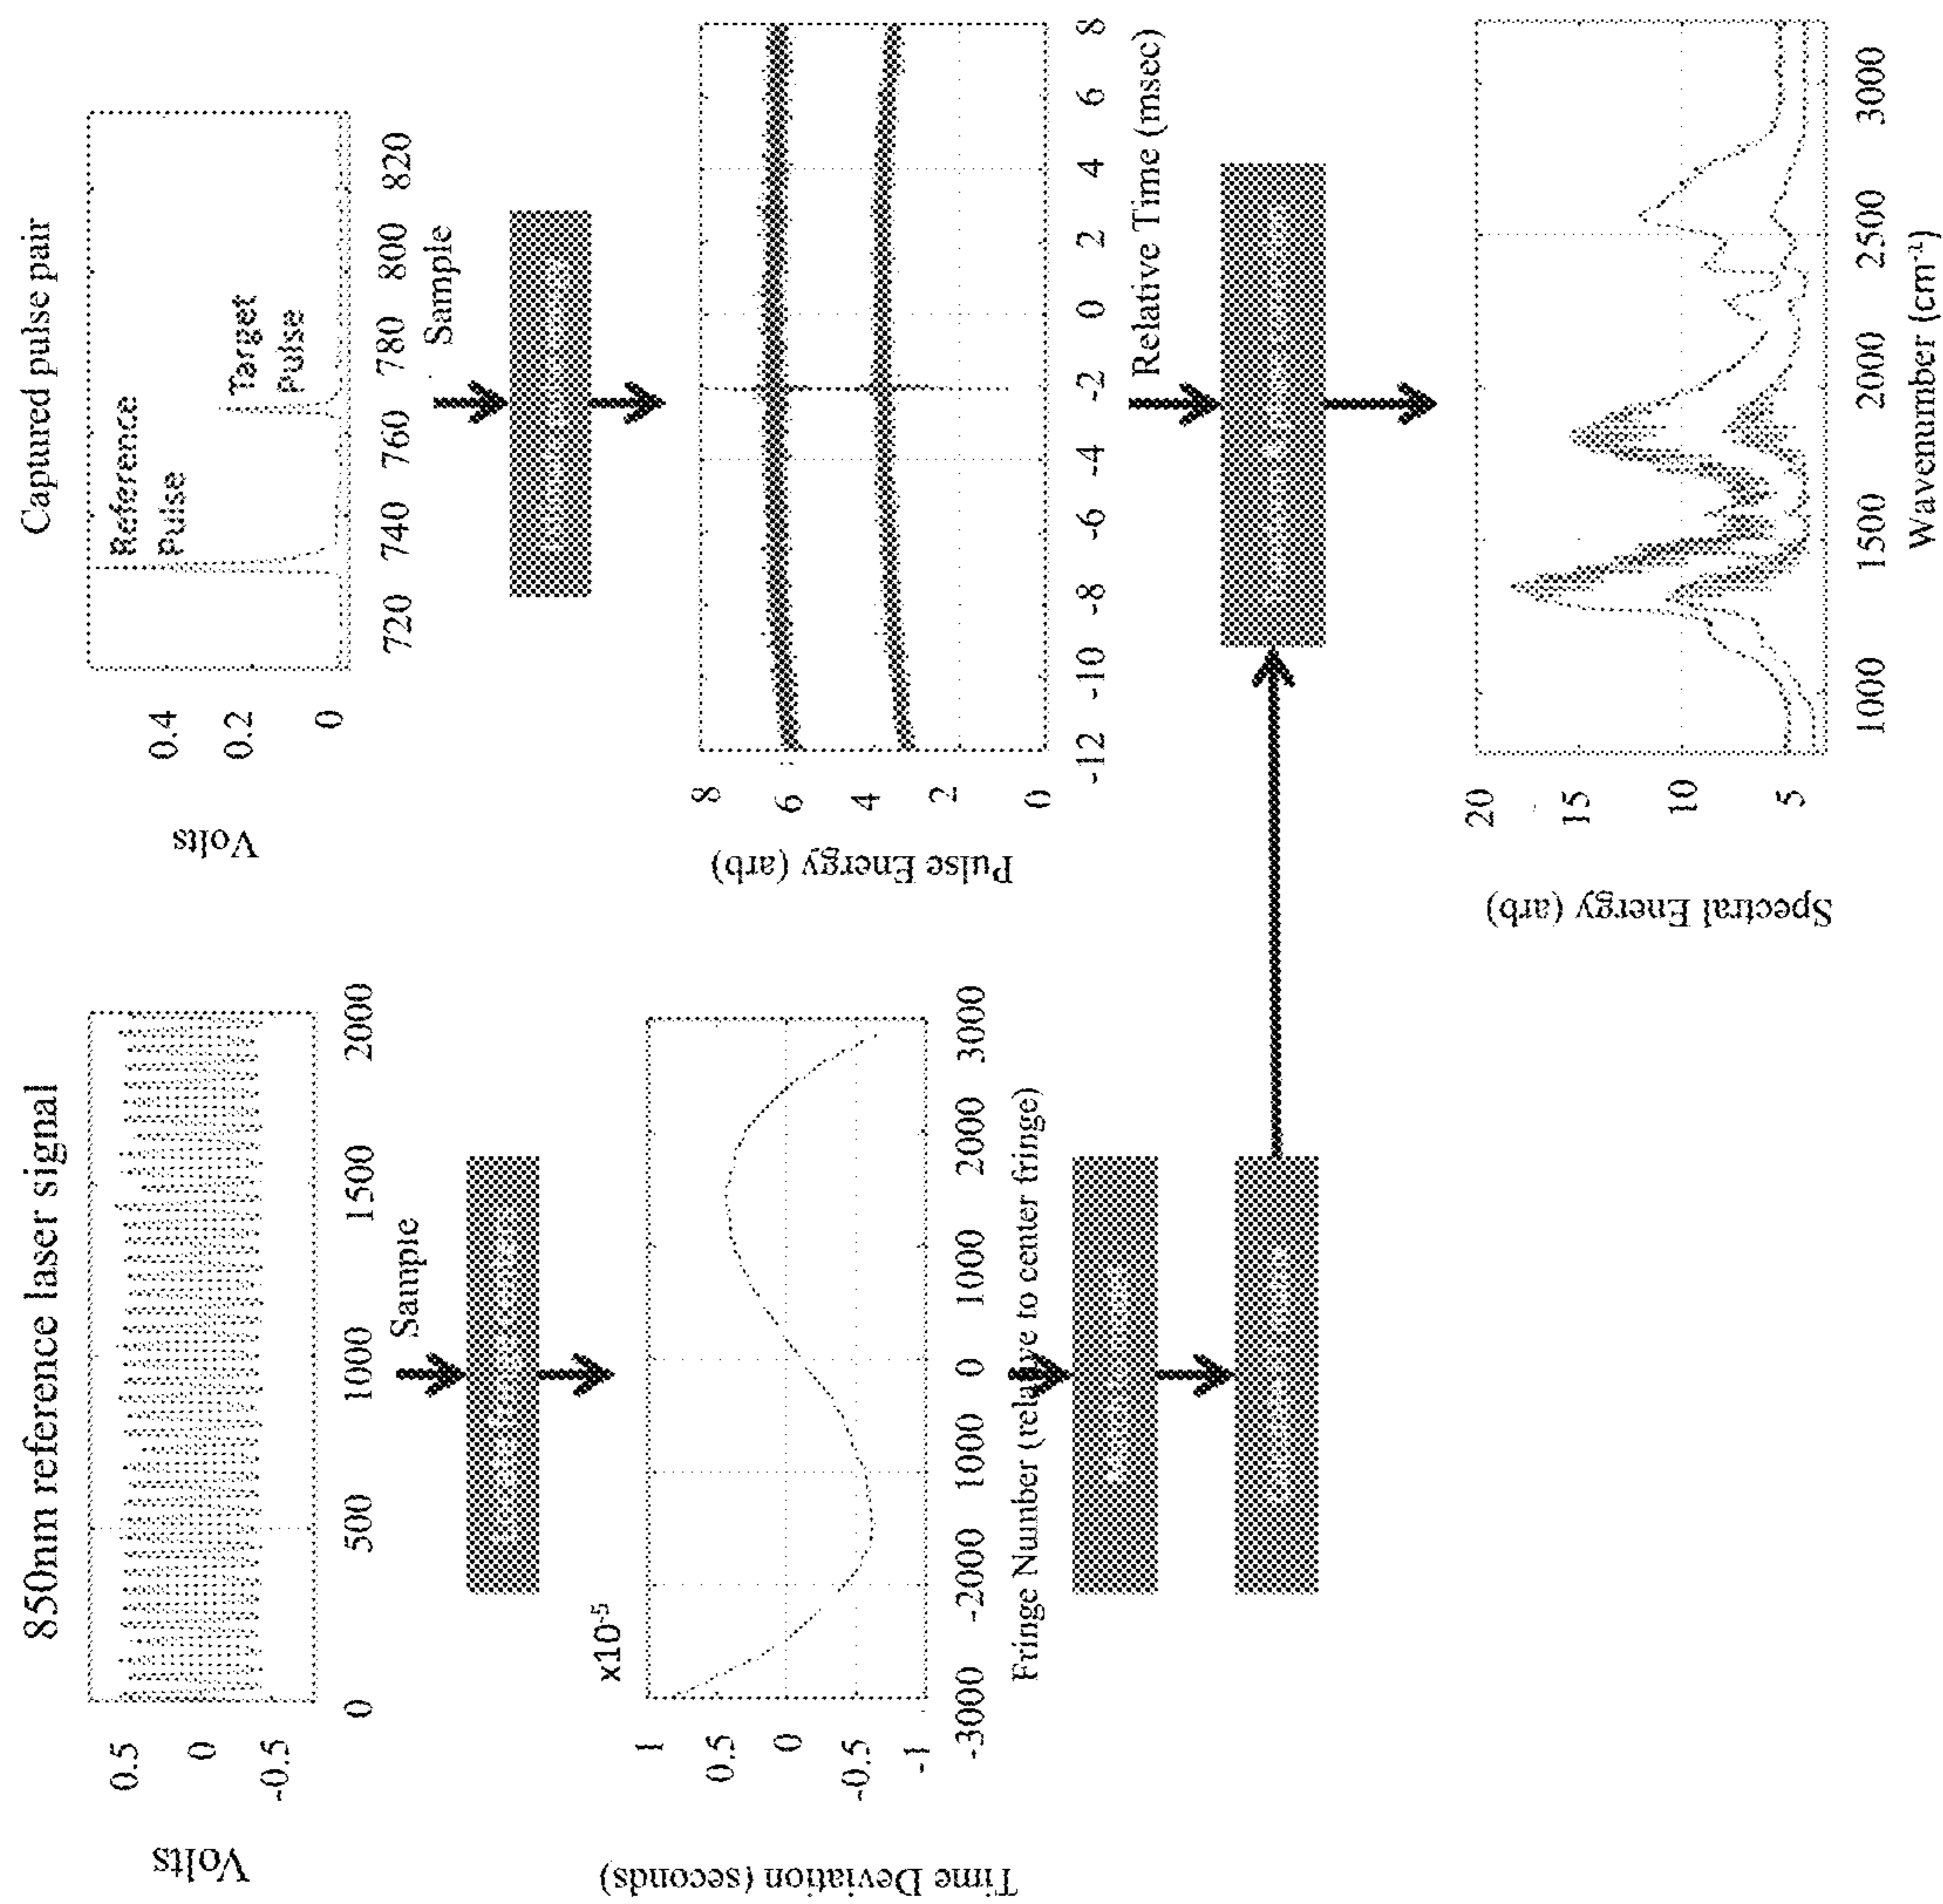 850nm reference laser signal
Volts
0.5
0
-0.5
0 500 1000 1500 2000
Sample
x10-5
Time Deviation (seconds)
1
0.5
0
-0.5
-1
-3000 -2000 1000 0 1000 2000 3000
Fringe Number (relative to center fringe)
Captured pulse pair
Volts
0.4
0.2
0
Reference
Pulse
Target
Pulse
720 740 760 780 800 820
Sample
Pulse Energy (arb)
8
6
4
2
0
-12 -10 -8 -6 -4 -2 0 2 4 6 8
Relative Time (msec)
Spectral Energy (arb)
20
15
10
5
1000 1500 2000 2500 3000
Wavenumber (cm-1)